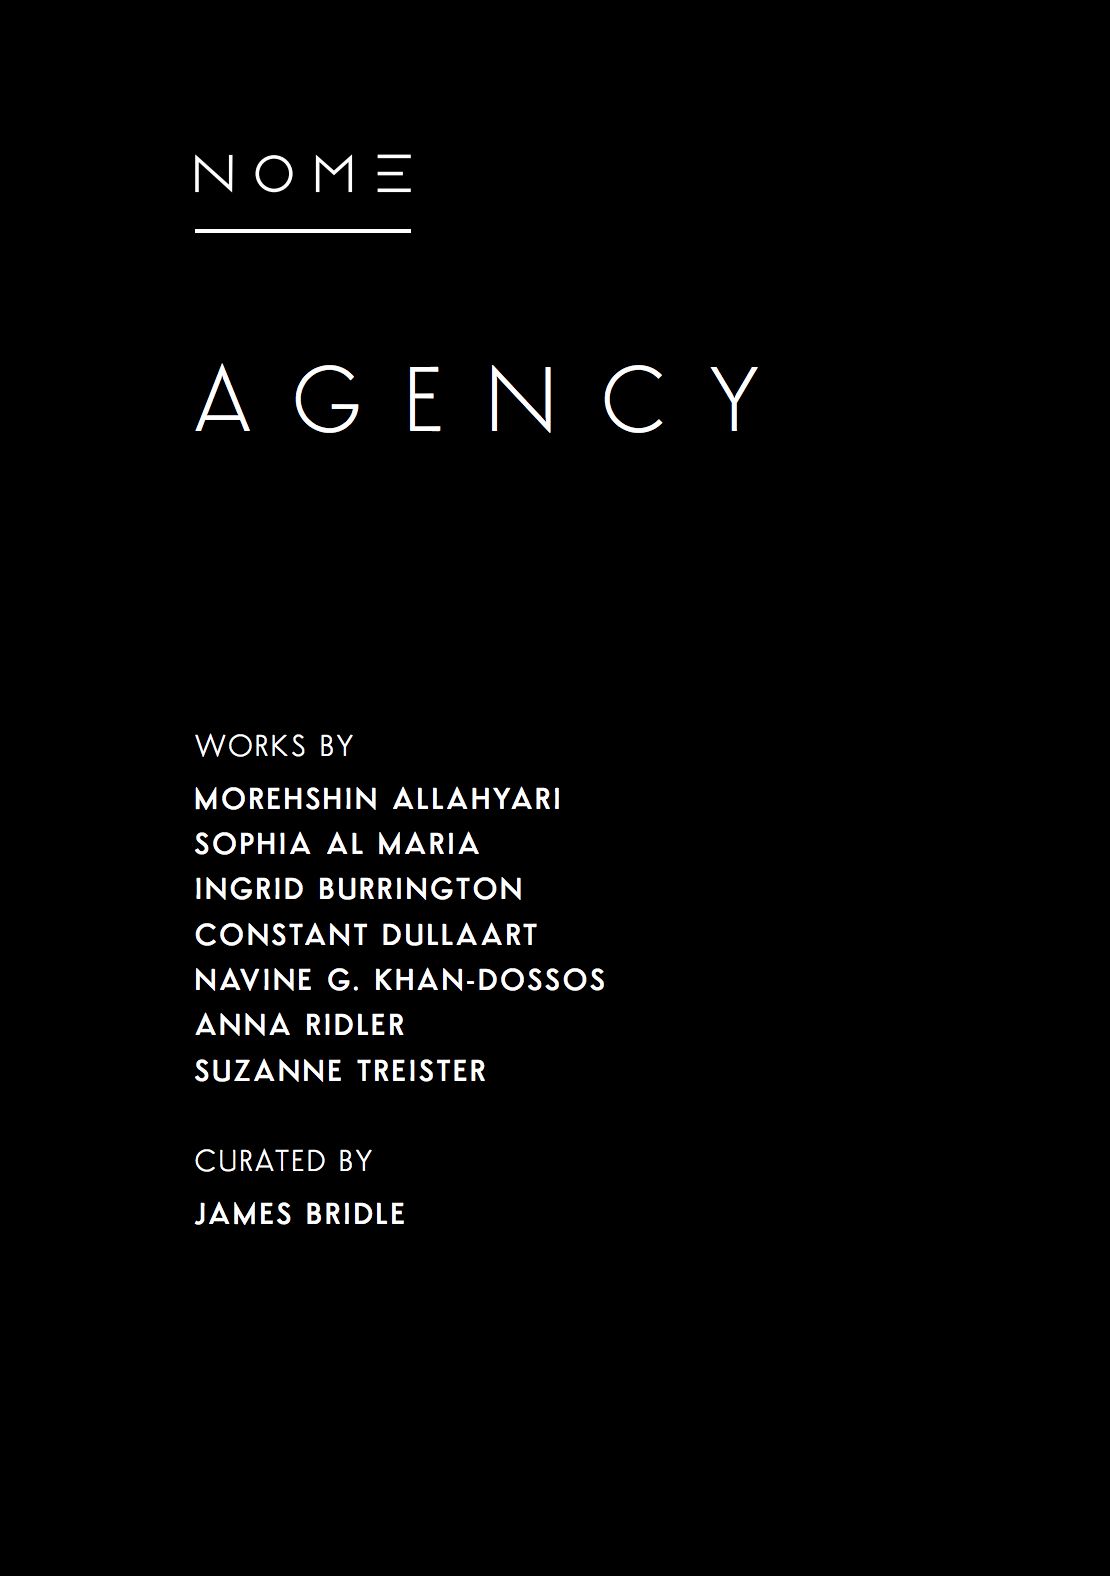 NOME
AGENCY
WORKS BY
MOREHSHIN ALLAHYARI
SOPHIA AL MARIA
INGRID BURRINGTON
CONSTANT DULLAART
NAVINE G. KHAN-DOSSOS
ANNA RIDLER
SUZANNE TREISTER
CURATED BY
JAMES BRIDLE